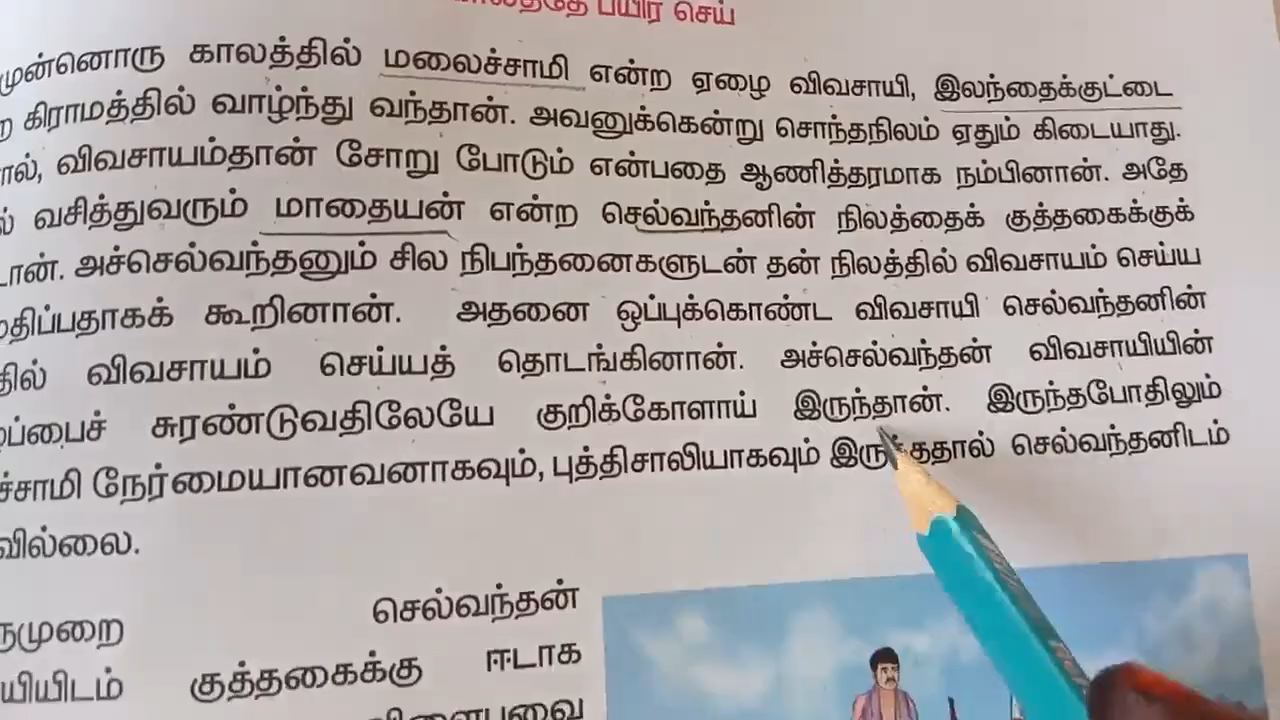 பயிர் செய்
முன்னொரு காலத்தில் மலைச்சாமி என்ற ஏழை விவசாயி, இலந்தைக்குட்டை
கிராமத்தில் வாழ்ந்து வந்தான். அவனுக்கென்று சொந்தநிலம் ஏதும் கிடையாது.
விவசாயம்தான் சோறு போடும் என்பதை ஆணித்தரமாக நம்பினான். அதே
வசித்துவரும் மாதையன் என்ற செல்வந்தனின் நிலத்தைக் குத்தகைக்குக்
டான். அச்செல்வந்தனும் சில நிபந்தனைகளுடன் தன் நிலத்தில் விவசாயம் செய்ய
திப்பதாகக் கூறினான். அதனை ஒப்புக்கொண்ட விவசாயி செல்வந்தனின்
தில் விவசாயம் செய்யத் தொடங்கினான். அச்செல்வந்தன் விவசாயியின்
ப்பைச் சுரண்டுவதிலேயே குறிக்கோளாய் இருந்தான். இருந்தபோதிலும்
ச்சாமி நேர்மையானவனாகவும், புத்திசாலியாகவும் இருந்ததால் செல்வந்தனிடம்
வில்லை.
செல்வந்தன்
முறை
யியிடம் குத்தகைக்கு ஈடாக